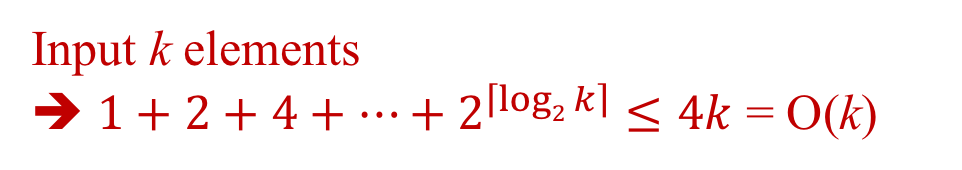 Input k elements
➔ 1 + 2 + 4 + ⋯ + 2^⌈log₂ k⌉ ≤ 4k = O(k)